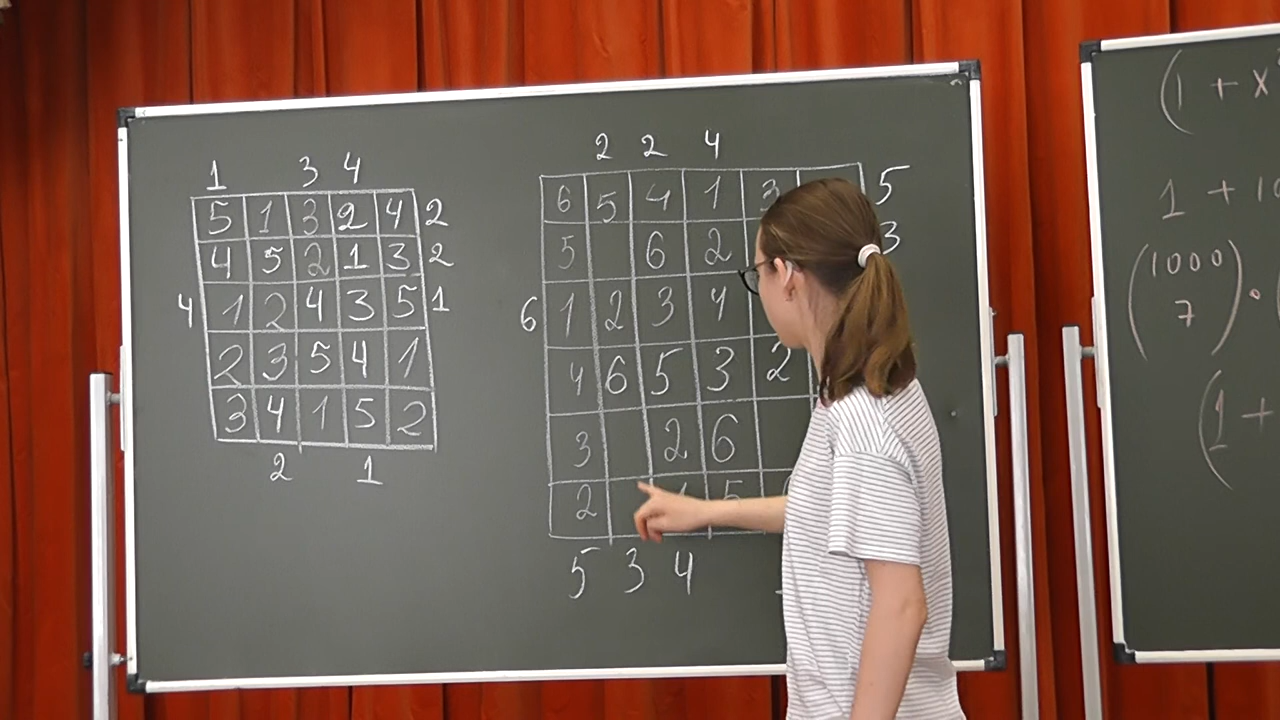 1 3 4
5 1 3 2 4 2
4 5 2 1 3 2
4 1 2 4 3 5 1
2 3 5 4 1
3 4 1 5 2
2 1
2 2 4
6 5 4 1 3 5
5 6 2 3
6 1 2 3 4
4 6 5 3 2
3 2 6
2 5
5 3 4
(1 + x
1 + 10
(1000
7) ·
(1 +